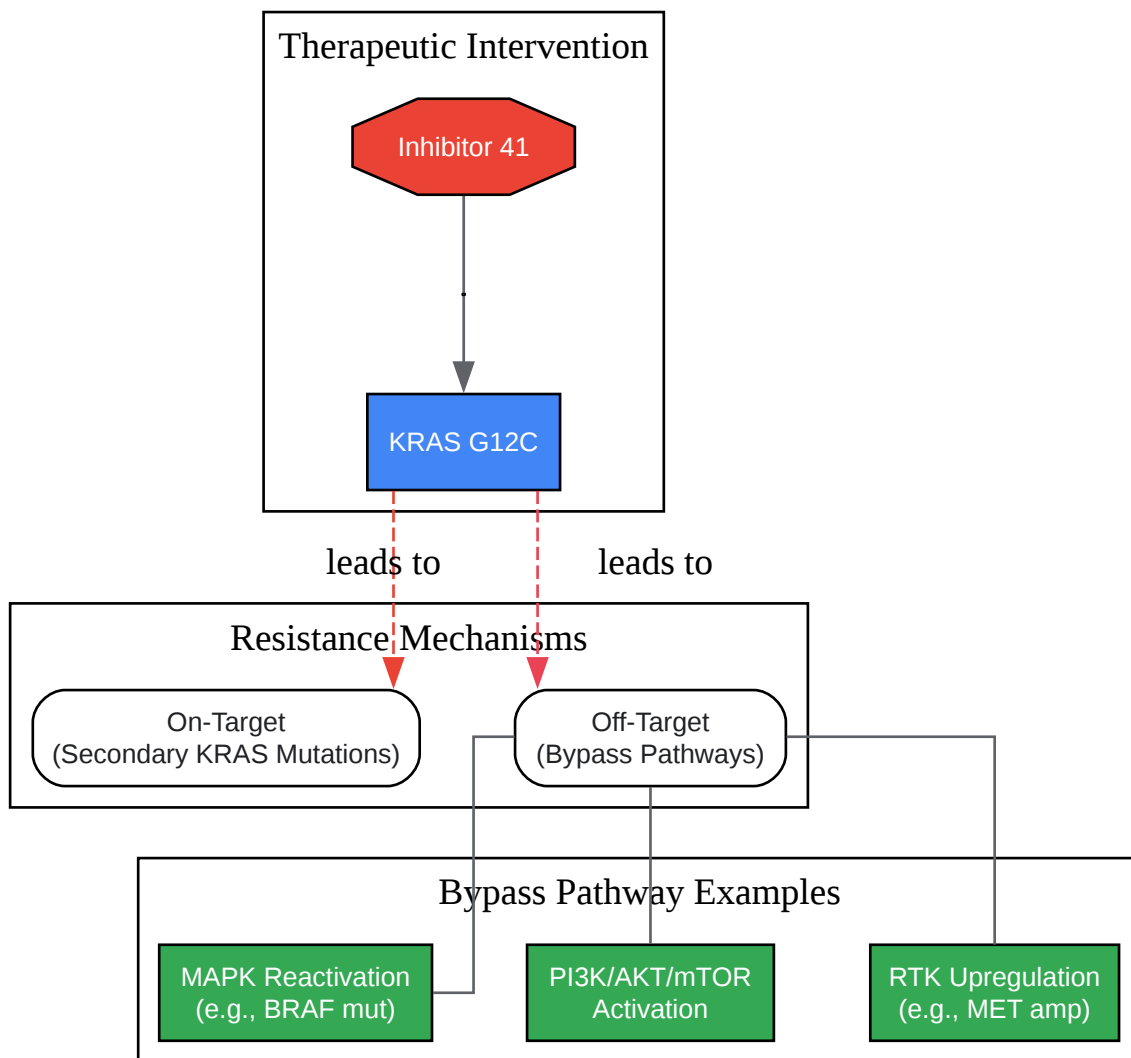 Therapeutic Intervention
Inhibitor 41
KRAS G12C
leads to
leads to
Resistance Mechanisms
On-Target
(Secondary KRAS Mutations)
Off-Target
(Bypass Pathways)
Bypass Pathway Examples
MAPK Reactivation
(e.g., BRAF mut)
PI3K/AKT/mTOR
Activation
RTK Upregulation
(e.g., MET amp)